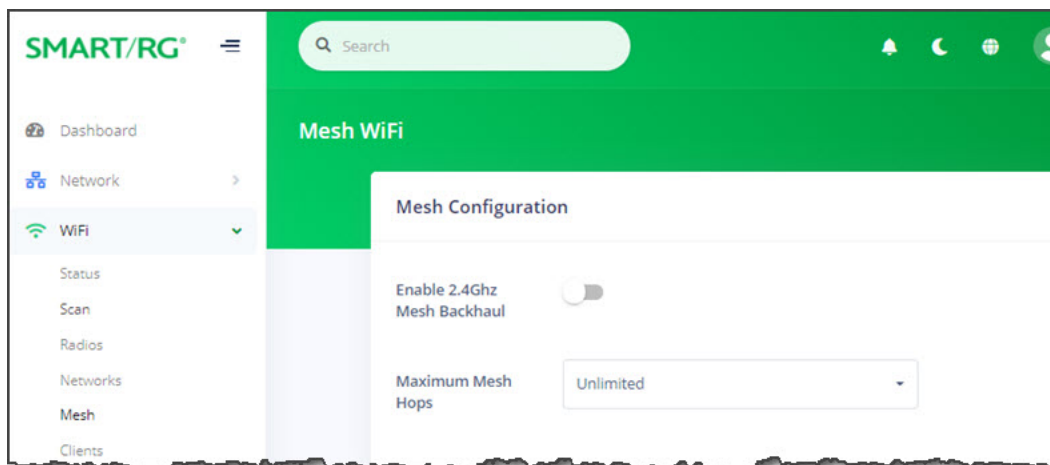 SMART/RG®
Search
Dashboard
Network
WiFi
Status
Scan
Radios
Networks
Mesh
Clients
Mesh WiFi
Mesh Configuration
Enable 2.4Ghz
Mesh Backhaul
Maximum Mesh
Hops
Unlimited